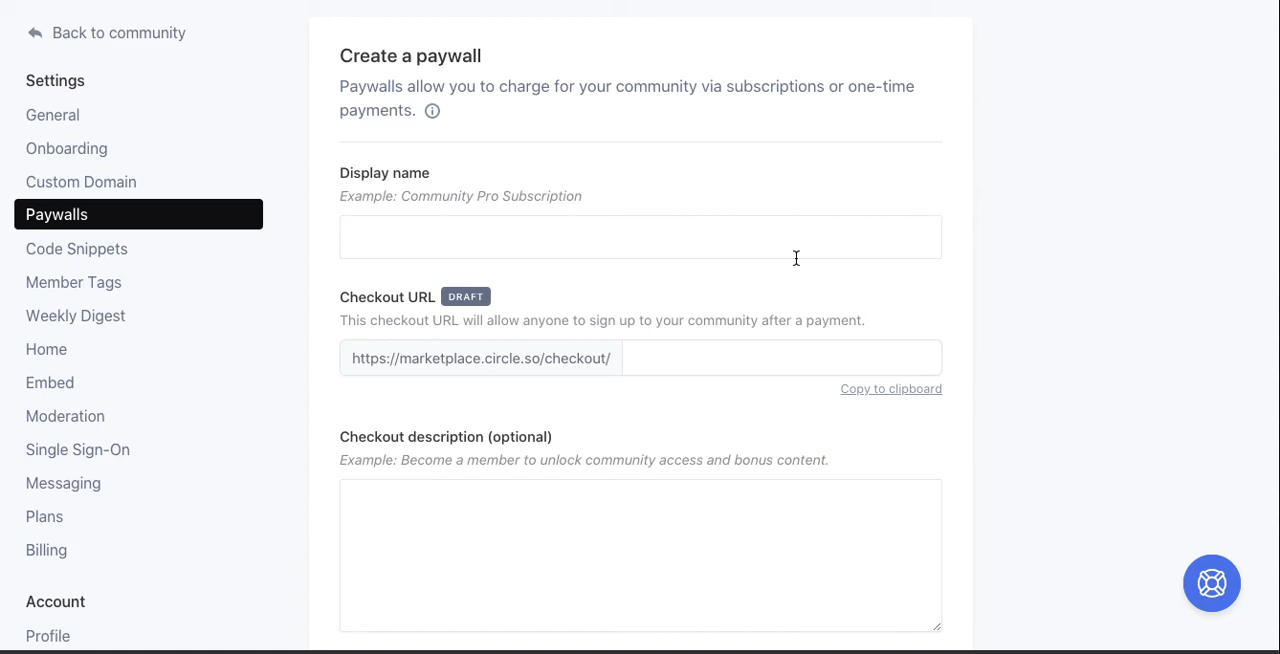 Back to community
Settings
General
Onboarding
Custom Domain
Paywalls
Code Snippets
Member Tags
Weekly Digest
Home
Embed
Moderation
Single Sign-On
Messaging
Plans
Billing
Account
Profile
Create a paywall
Paywalls allow you to charge for your community via subscriptions or one-time
payments.
Display name
Example: Community Pro Subscription
Checkout URL DRAFT
This checkout URL will allow anyone to sign up to your community after a payment.
https://marketplace.circle.so/checkout/
Copy to clipboard
Checkout description (optional)
Example: Become a member to unlock community access and bonus content.